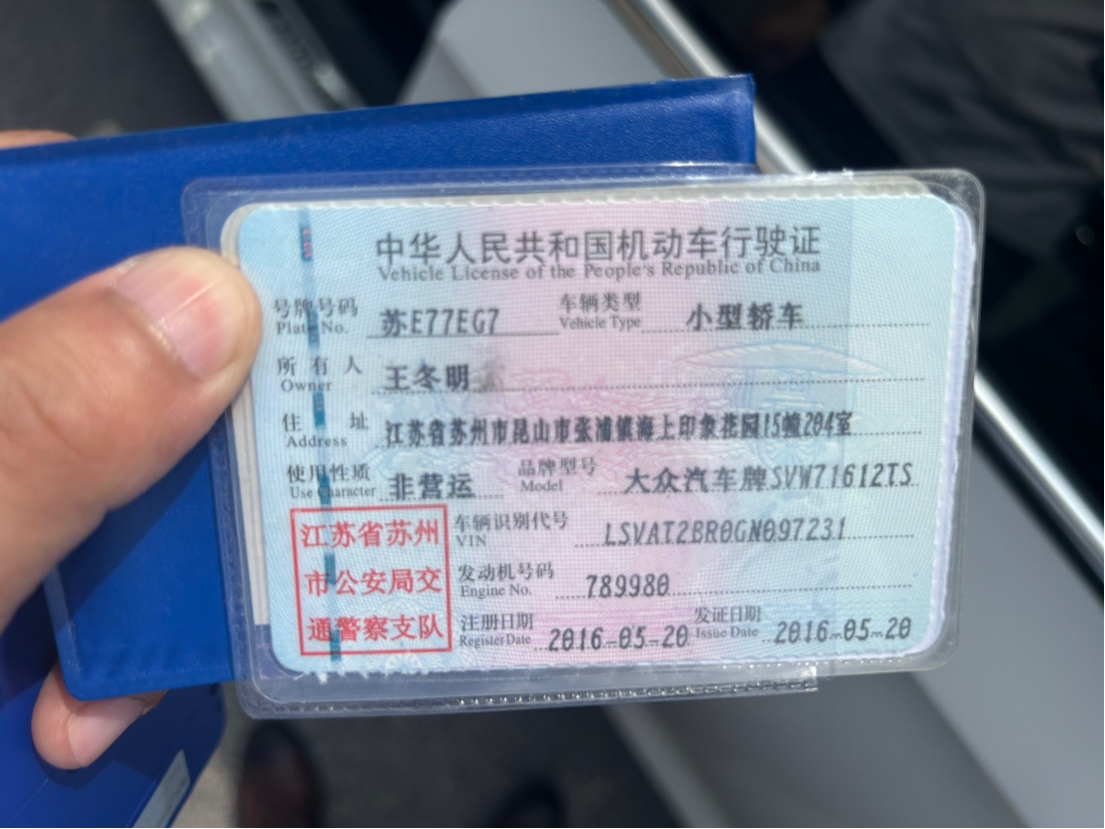 中华人民共和国机动车行驶证
Vehicle License of the People's Republic of China
号牌号码 苏E77EG7 车辆类型 小型轿车
Plate No. Vehicle Type
所有人 王冬明
Owner
住址 江苏省苏州市昆山市张浦镇海上印象花园15幢204室
Address
使用性质 非营运 品牌型号 大众汽车牌SVW71612TS
Use Character Model
江苏省苏州
市公安局交
通警察支队
车辆识别代号 LSVAT2BR0GN097231
VIN
发动机号码 789980
Engine No.
注册日期 2016-05-20 发证日期 2016-05-20
Register Date Issue Date